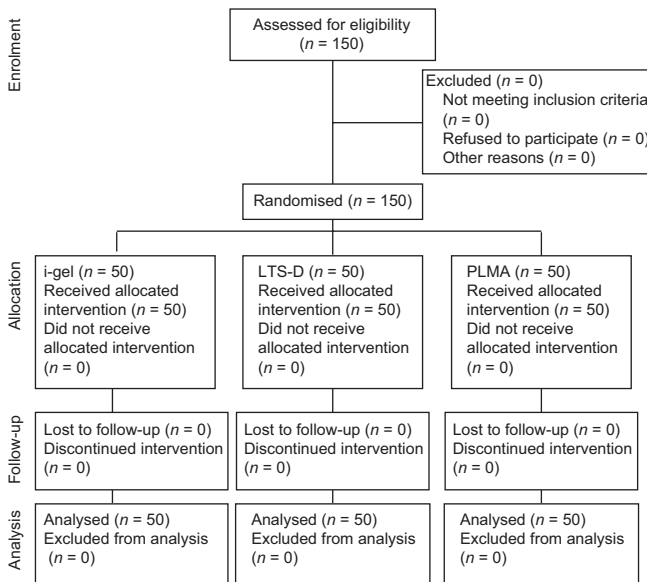 Enrolment
Assessed for eligibility
(n = 150)
Excluded (n = 0)
Not meeting inclusion criteria
(n = 0)
Refused to participate (n = 0)
Other reasons (n = 0)
Randomised (n = 150)
Allocation
i-gel (n = 50)
Received allocated
intervention (n = 50)
Did not receive
allocated intervention
(n = 0)
LTS-D (n = 50)
Received allocated
intervention (n = 50)
Did not receive
allocated intervention
(n = 0)
PLMA (n = 50)
Received allocated
intervention (n = 50)
Did not receive
allocated intervention
(n = 0)
Follow-up
Lost to follow-up (n = 0)
Discontinued intervention
(n = 0)
Lost to follow-up (n = 0)
Discontinued intervention
(n = 0)
Lost to follow-up (n = 0)
Discontinued intervention
(n = 0)
Analysis
Analysed (n = 50)
Excluded from analysis
(n = 0)
Analysed (n = 50)
Excluded from analysis
(n = 0)
Analysed (n = 50)
Excluded from analysis
(n = 0)